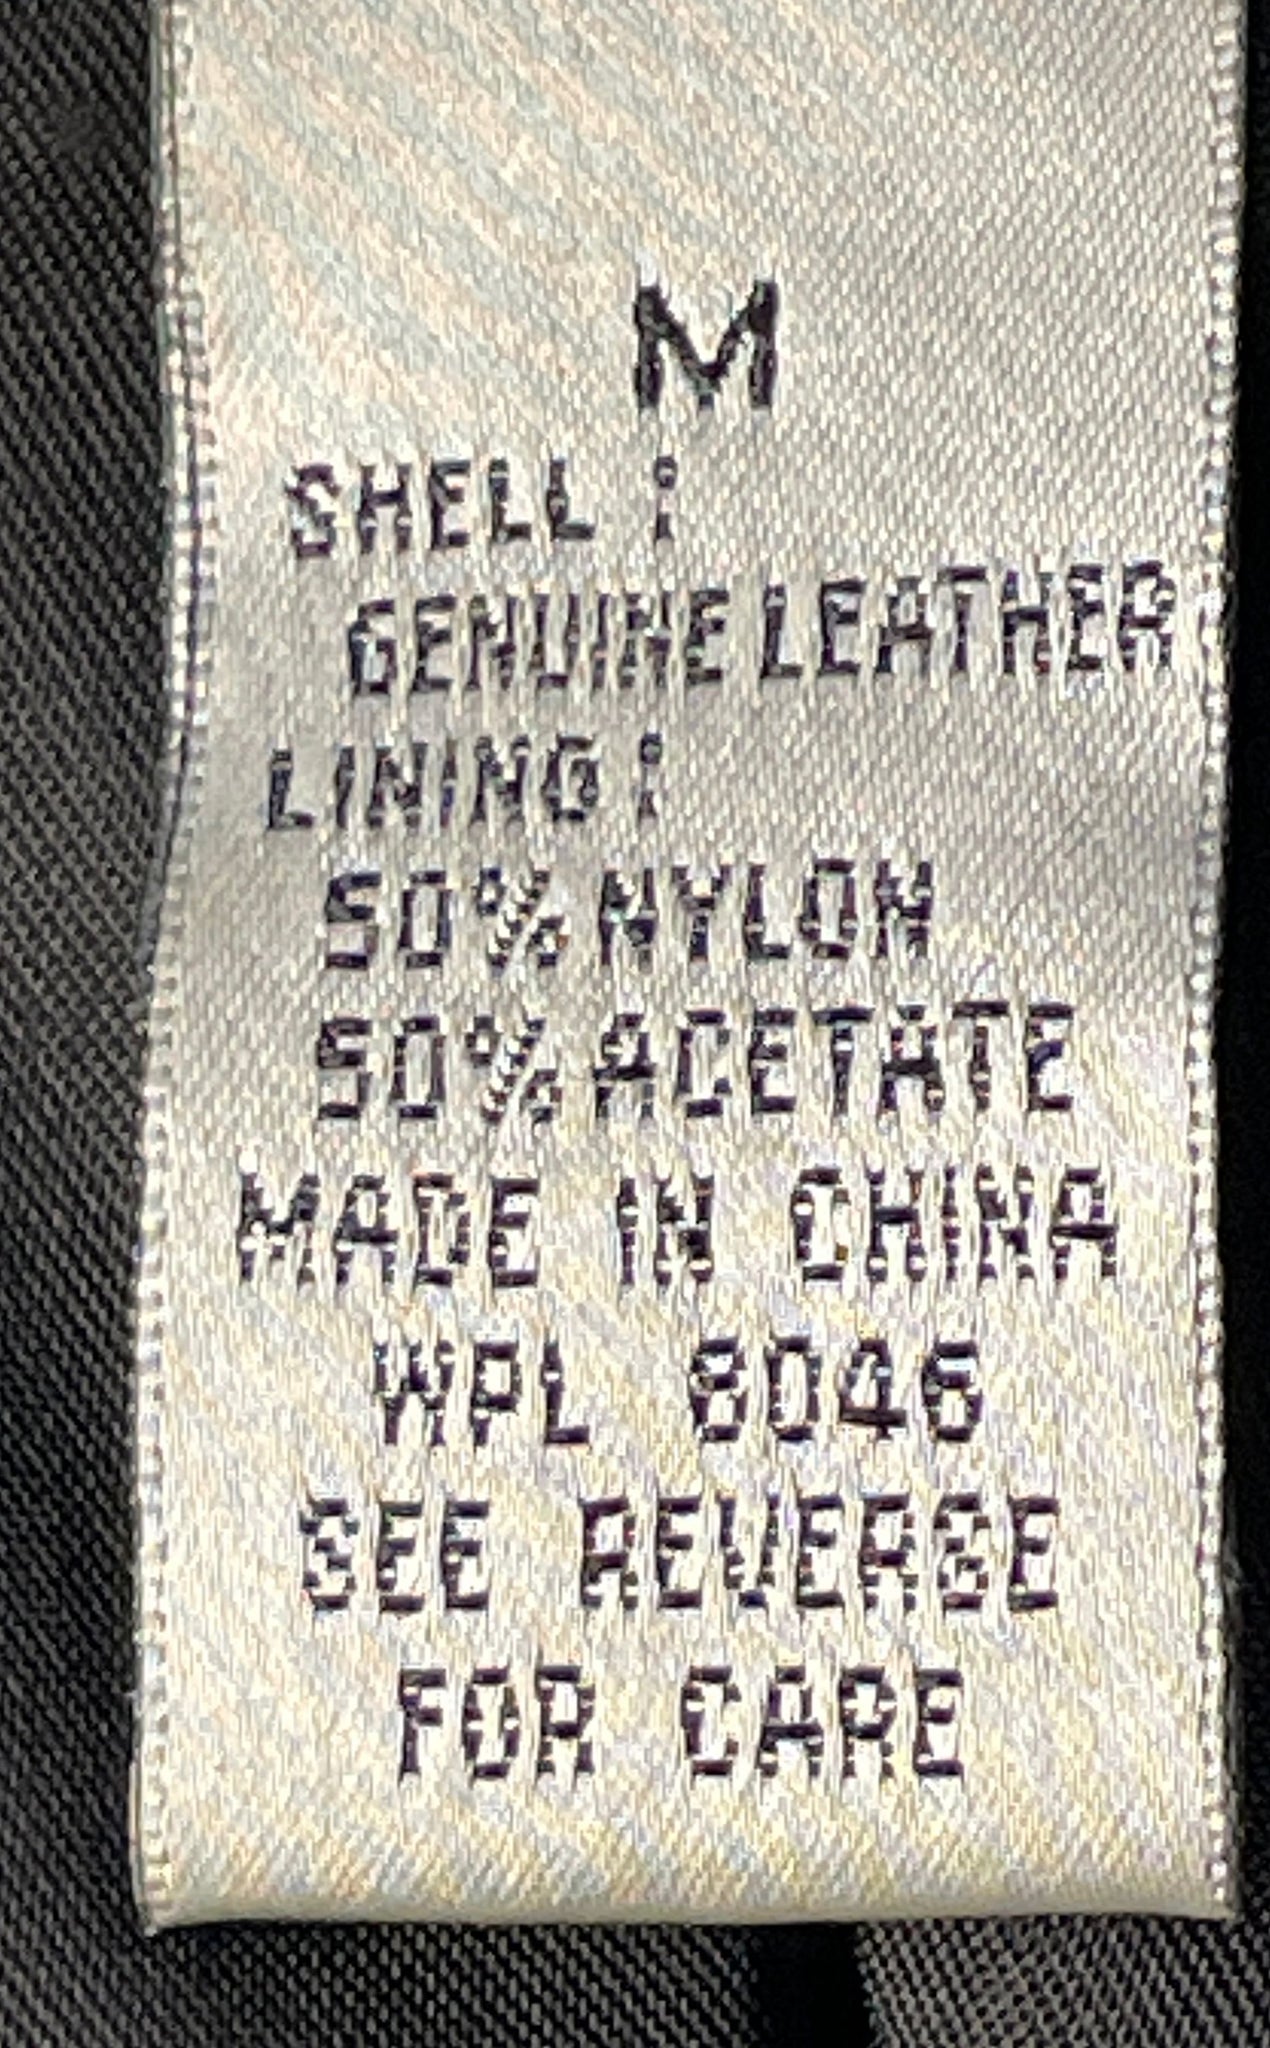 M
SHELL :
GENUINE LEATHER
LINING :
50% NYLON
50% ACETATE
MADE IN CHINA
WPL 8046
SEE REVERSE
FOR CARE